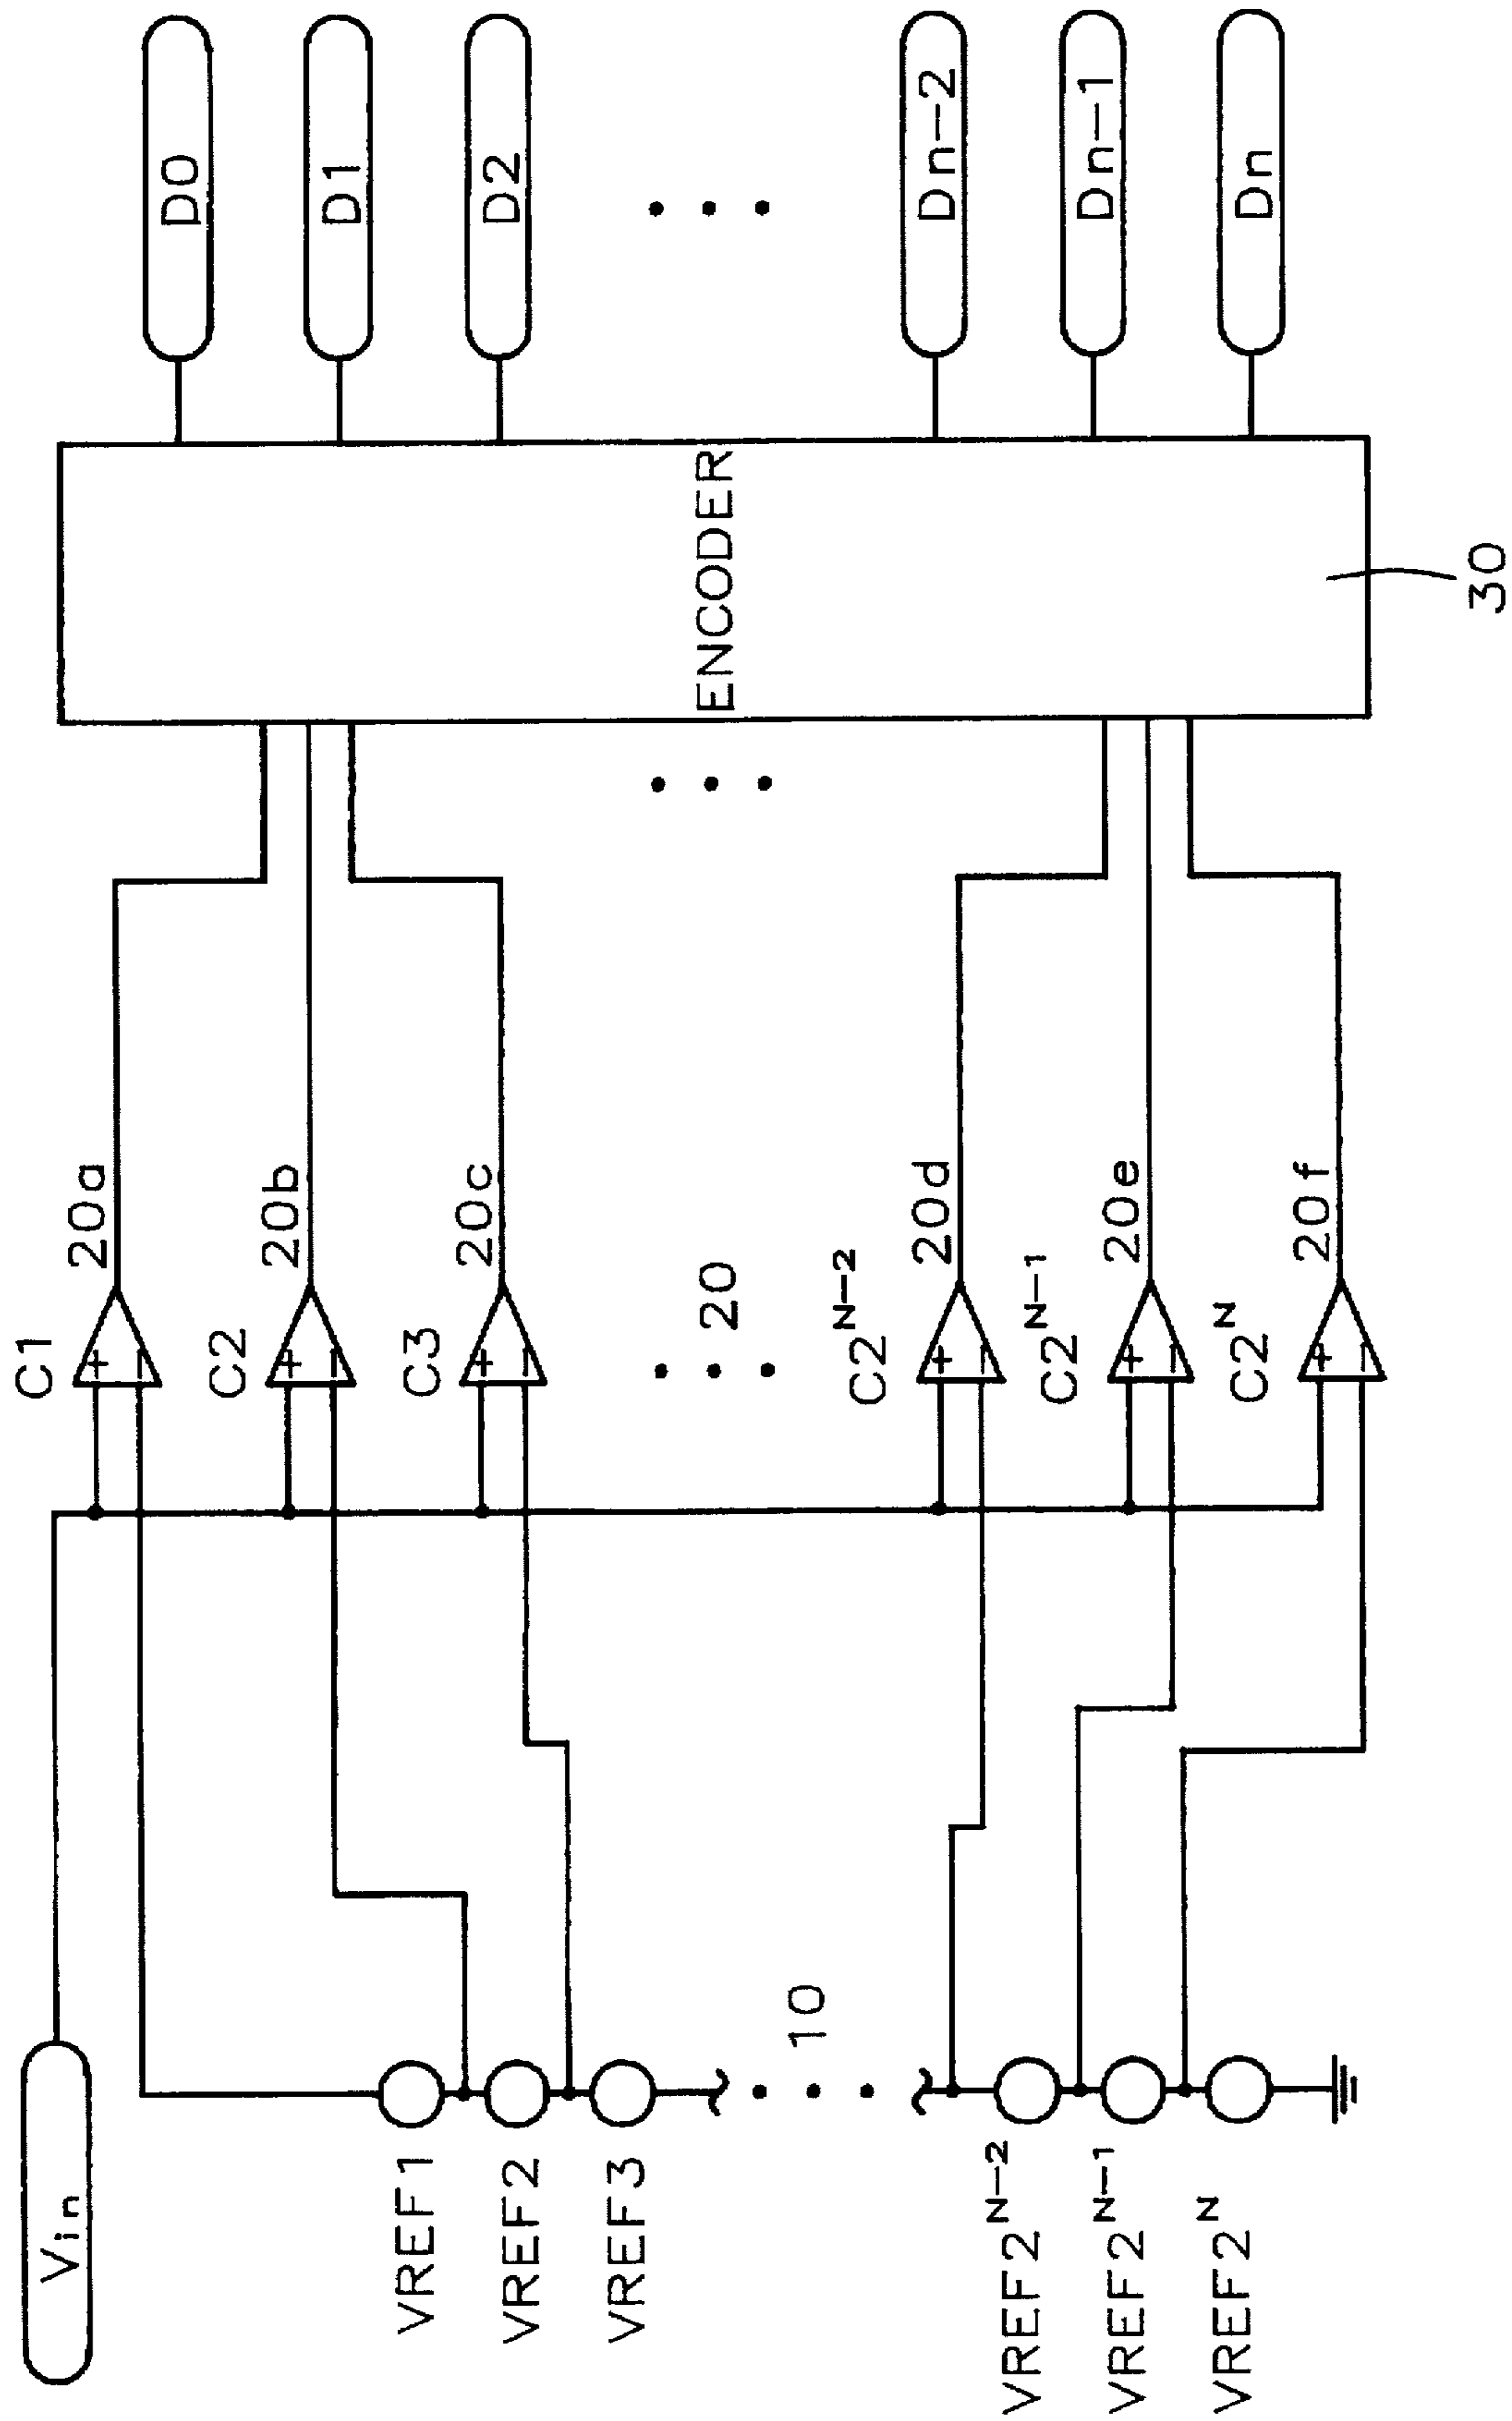 Vin
VREF1
VREF2
VREF3
10
VREF2^N-2
VREF2^N-1
VREF2^N
C1
20a
C2
20b
C3
20c
20
C2^N-2
20d
C2^N-1
20e
C2^N
20f
ENCODER
30
D0
D1
D2
Dn-2
Dn-1
Dn